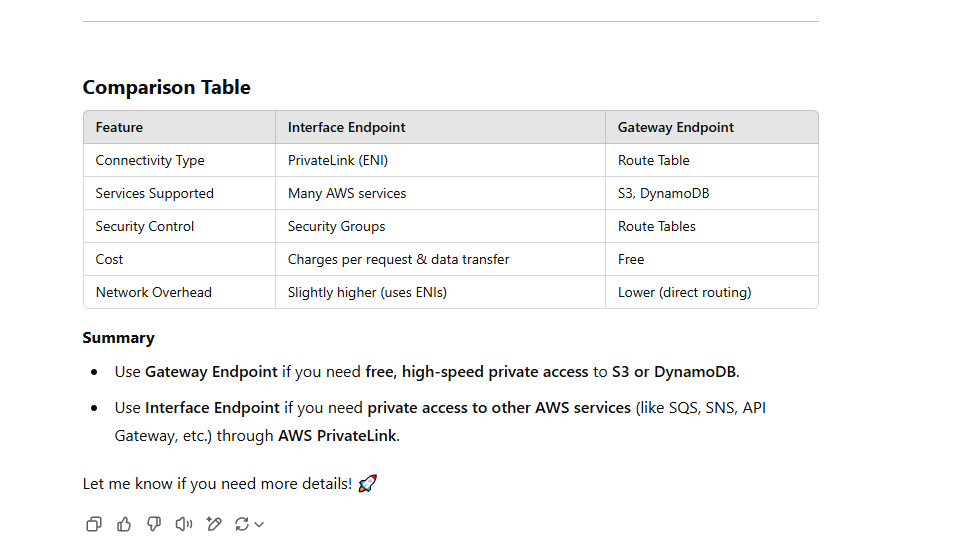 Comparison Table
Feature Interface Endpoint Gateway Endpoint
Connectivity Type PrivateLink (ENI) Route Table
Services Supported Many AWS services S3, DynamoDB
Security Control Security Groups Route Tables
Cost Charges per request & data transfer Free
Network Overhead Slightly higher (uses ENIs) Lower (direct routing)
Summary
• Use Gateway Endpoint if you need free, high-speed private access to S3 or DynamoDB.
• Use Interface Endpoint if you need private access to other AWS services (like SQS, SNS, API
Gateway, etc.) through AWS PrivateLink.
Let me know if you need more details! 🚀